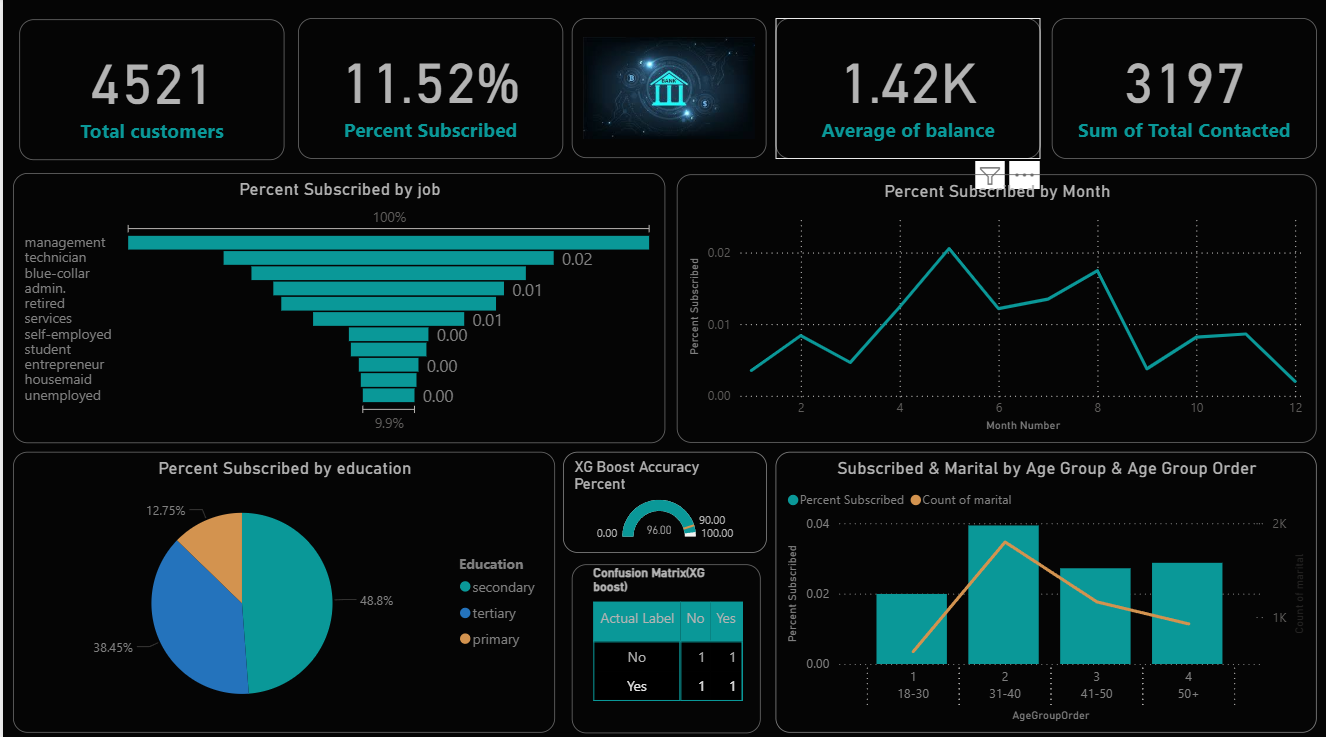 4521
Total customers
11.52%
Percent Subscribed
BANK
1.42K
Average of balance
3197
Sum of Total Contacted
Percent Subscribed by job
100%
management
technician
0.02
blue-collar
admin.
0.01
retired
services
0.01
self-employed
0.00
student
entrepreneur
0.00
housemaid
unemployed
0.00
9.9%
Percent Subscribed by Month
Percent Subscribed
0.02
0.01
0.00
2 4 6 8 10 12
Month Number
Percent Subscribed by education
12.75%
48.8%
38.45%
Education
secondary
tertiary
primary
XG Boost Accuracy
Percent
0.00
96.00
90.00
100.00
Confusion Matrix(XG
boost)
Actual Label No Yes
No 1 1
Yes 1 1
Subscribed & Marital by Age Group & Age Group Order
Percent Subscribed Count of marital
Percent Subscribed
0.04
0.02
0.00
2K
1K
Count of marital
1 2 3 4
18-30 31-40 41-50 50+
AgeGroupOrder